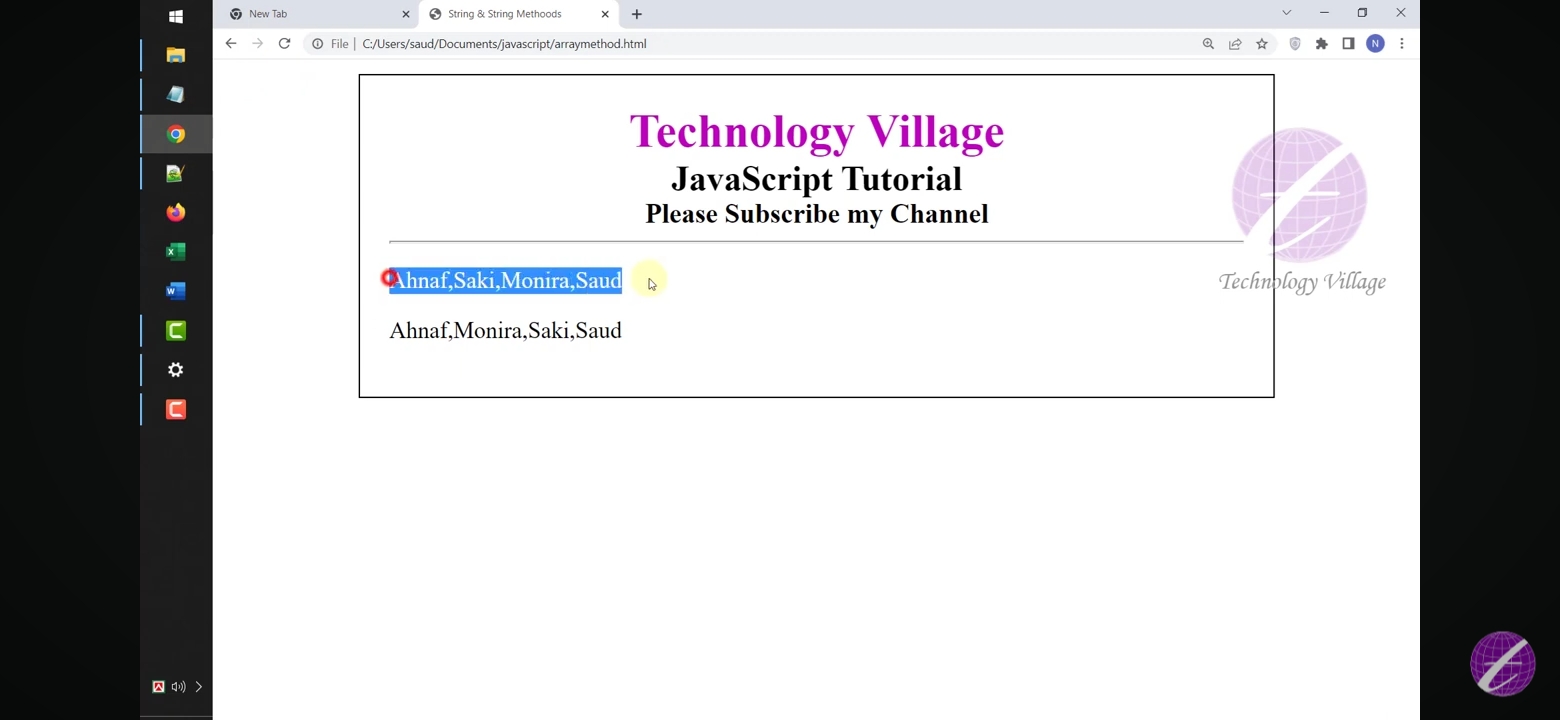 New Tab
String & String Methoods
File
C:/Users/saud/Documents/javascript/arraymethod.html
N
Technology Village
JavaScript Tutorial
Please Subscribe my Channel
Ahnaf,Saki,Monira,Saud
Technology Village
Ahnaf,Monira,Saki,Saud